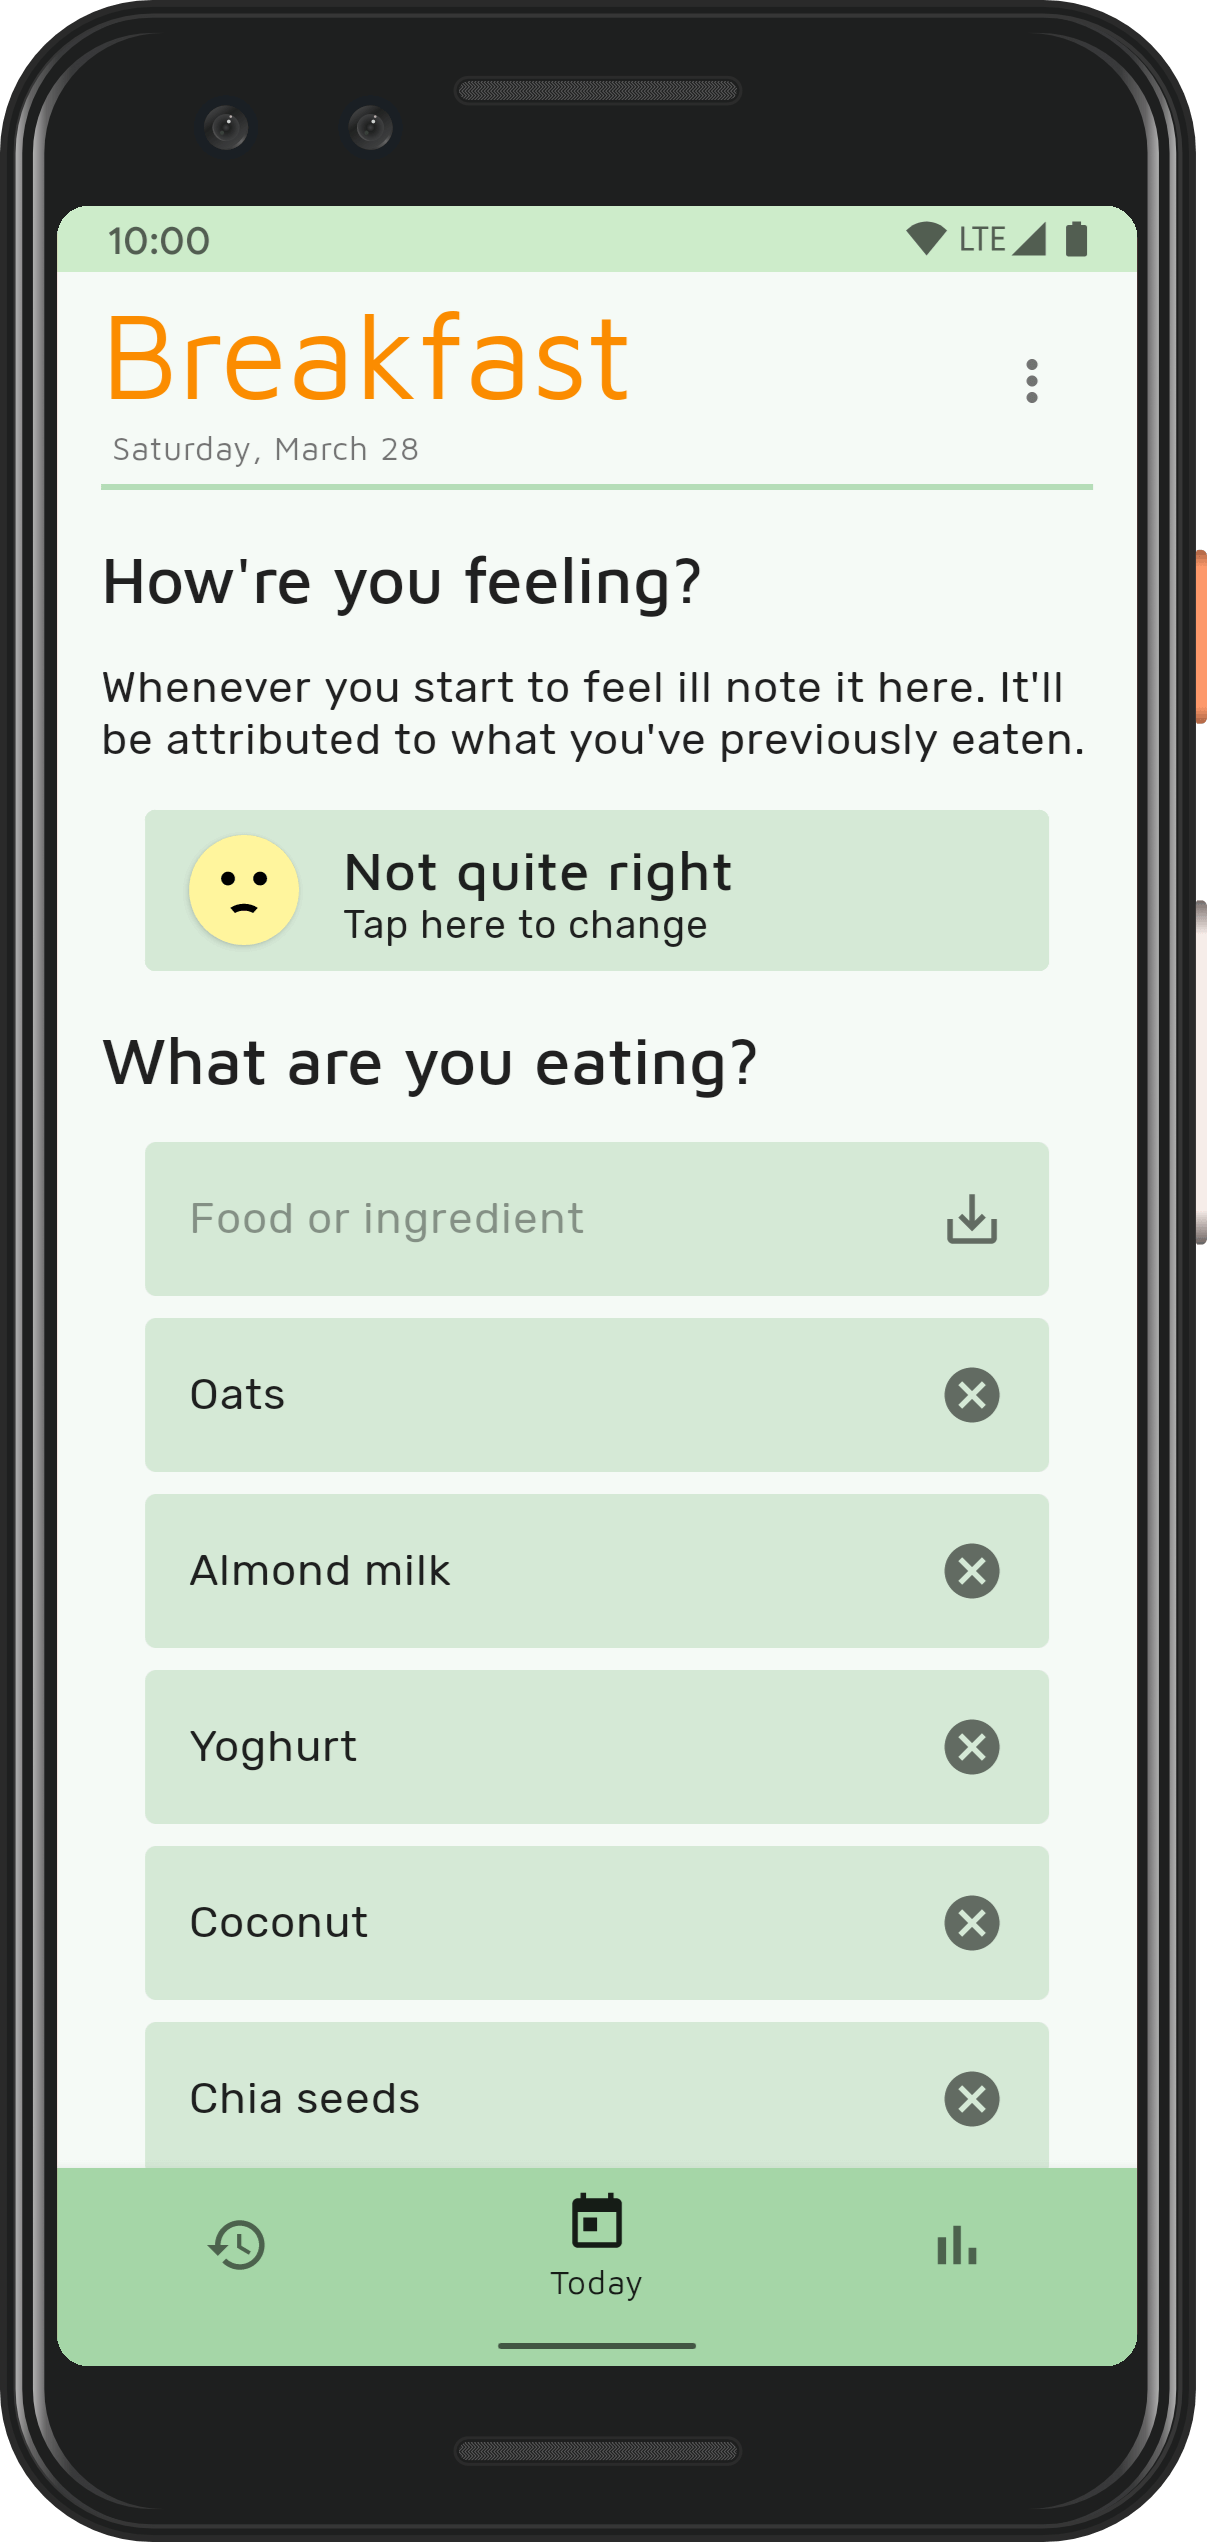 10:00 LTE
Breakfast
Saturday, March 28
How're you feeling?
Whenever you start to feel ill note it here. It'll
be attributed to what you've previously eaten.
Not quite right
Tap here to change
What are you eating?
Food or ingredient
Oats
Almond milk
Yoghurt
Coconut
Chia seeds
Today